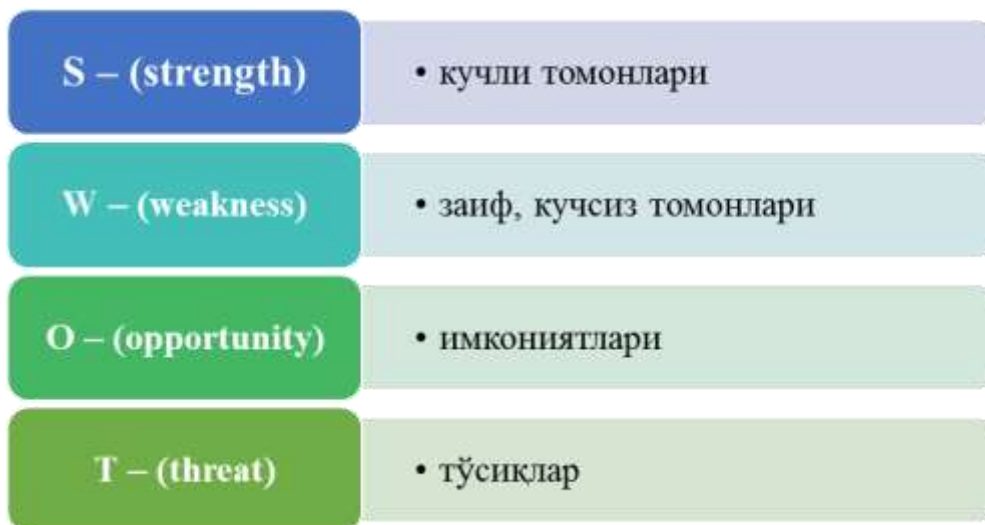 S – (strength)
• кучли томонлари
W – (weakness)
• заиф, кучсиз томонлари
O – (opportunity)
• имкониятлари
T – (threat)
• тўсиқлар